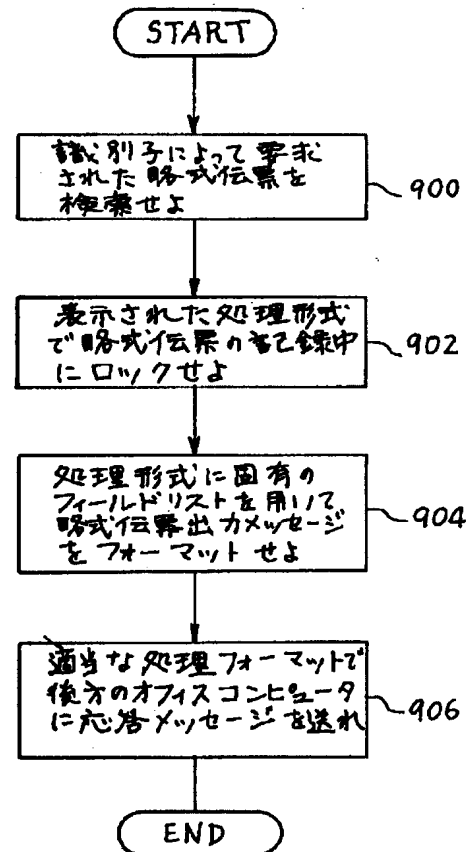 START
識別子によって要求
された略式伝票を
検索せよ
900
表示された処理形式
で略式伝票の記録中
にロックせよ
902
処理形式に固有の
フィールドリストを用いて
略式伝票出力メッセージ
をフォーマットせよ
904
適当な処理フォーマットで
後方のオフィスコンピュータ
に応答メッセージを送れ
906
END